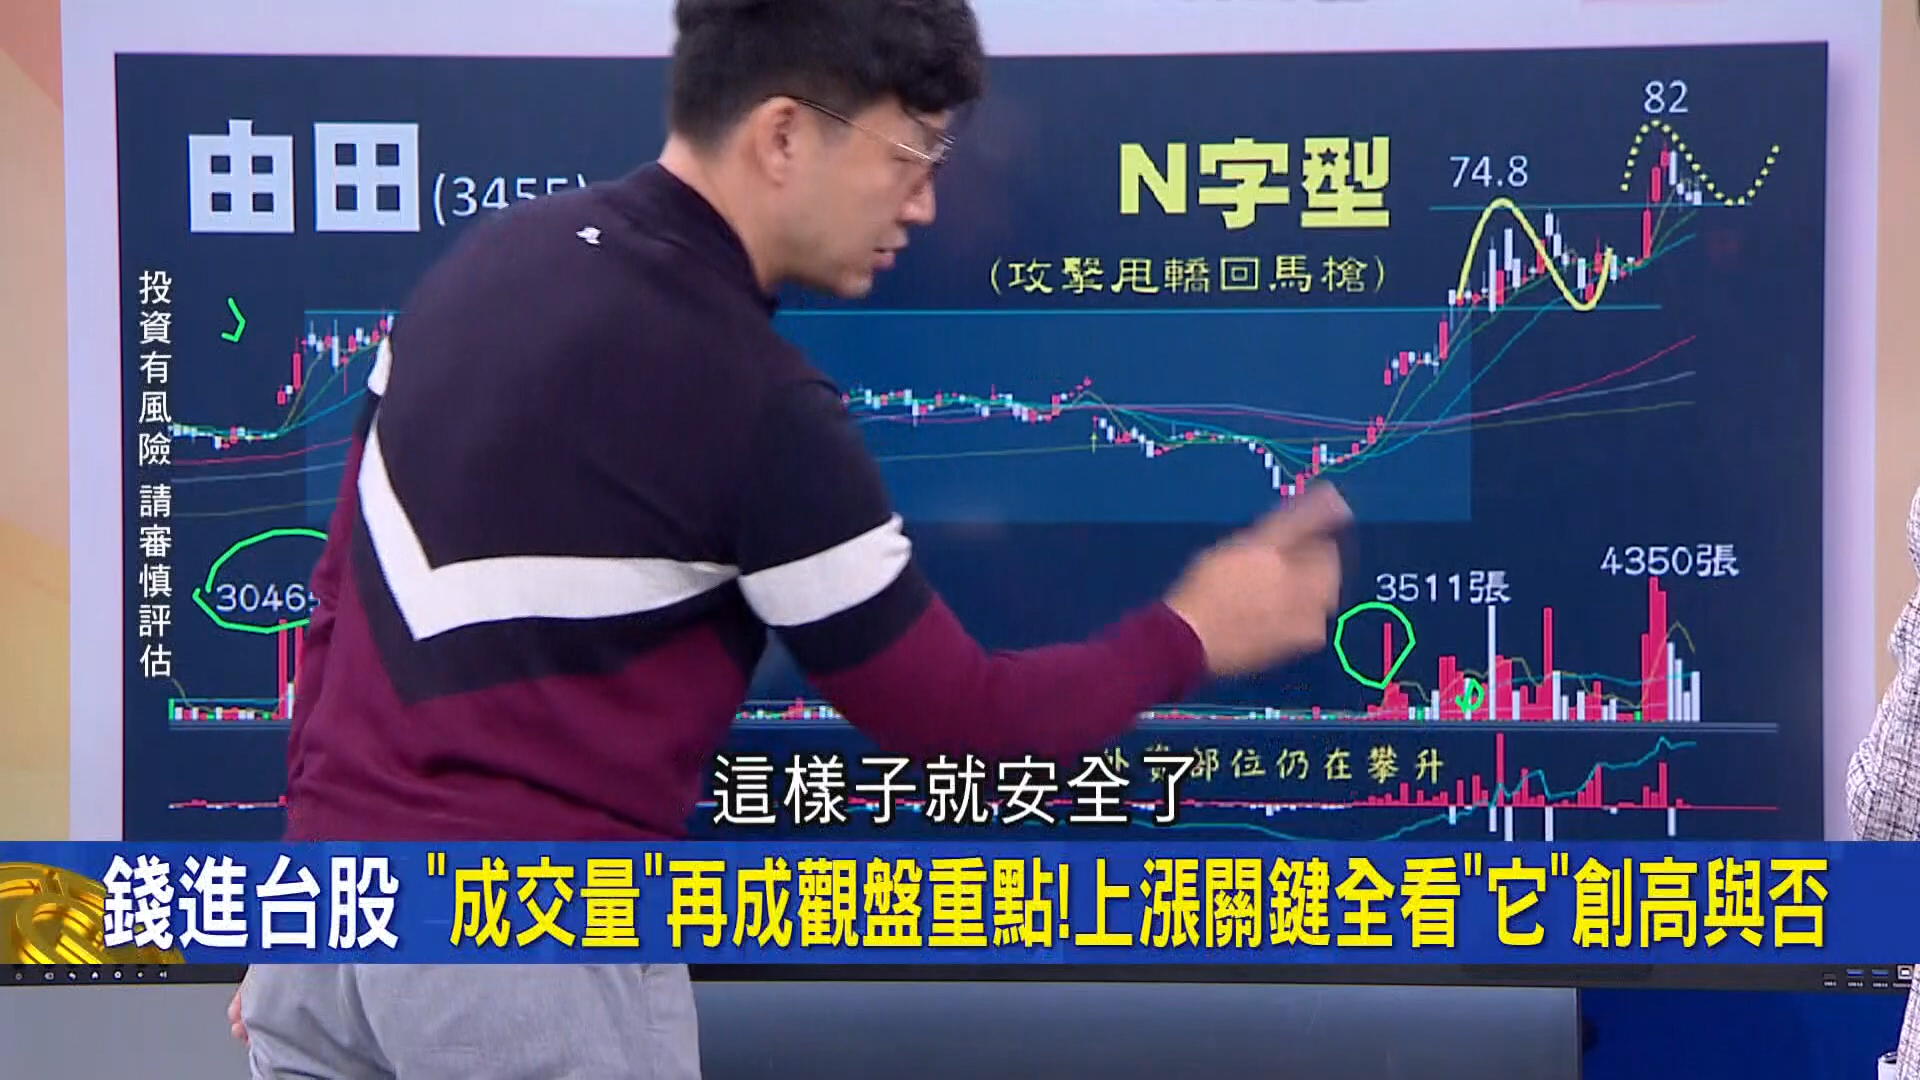 82
由田
(3455)
N字型
74.8
(攻擊甩轎回馬槍)
投資有風險 請審慎評估
3046
3511張
4350張
部位仍在攀升
這樣子就安全了
錢進台股 "成交量"再成觀盤重點!上漲關鍵全看"它"創高與否